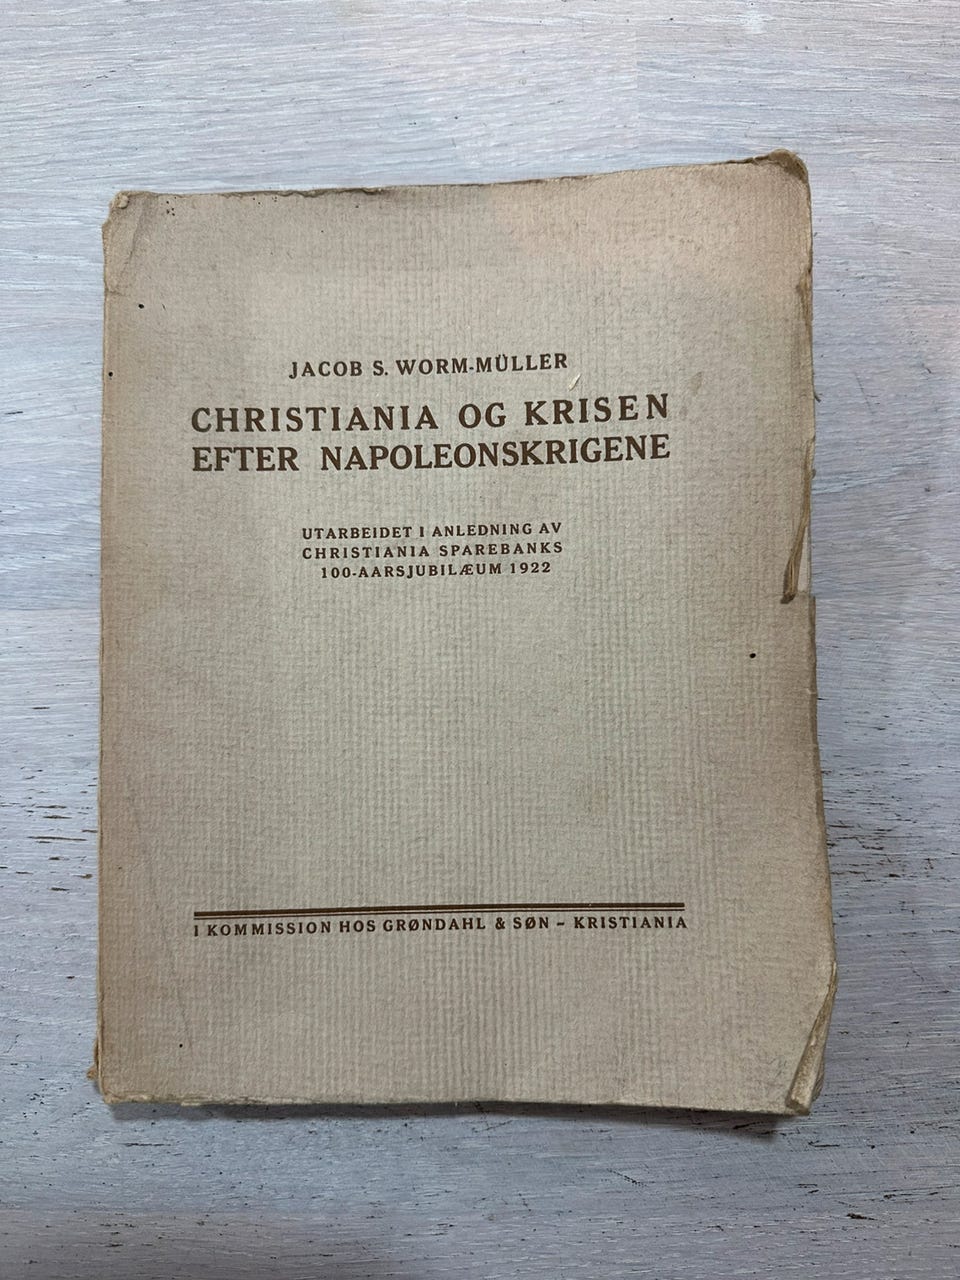 JACOB S. WORM-MÜLLER
CHRISTIANIA OG KRISEN
EFTER NAPOLEONSKRIGENE
UTARBEIDET I ANLEDNING AV
CHRISTIANIA SPAREBANKS
100-AARSJUBILÆUM 1922
I KOMMISSION HOS GRØNDAHL & SØN – KRISTIANIA